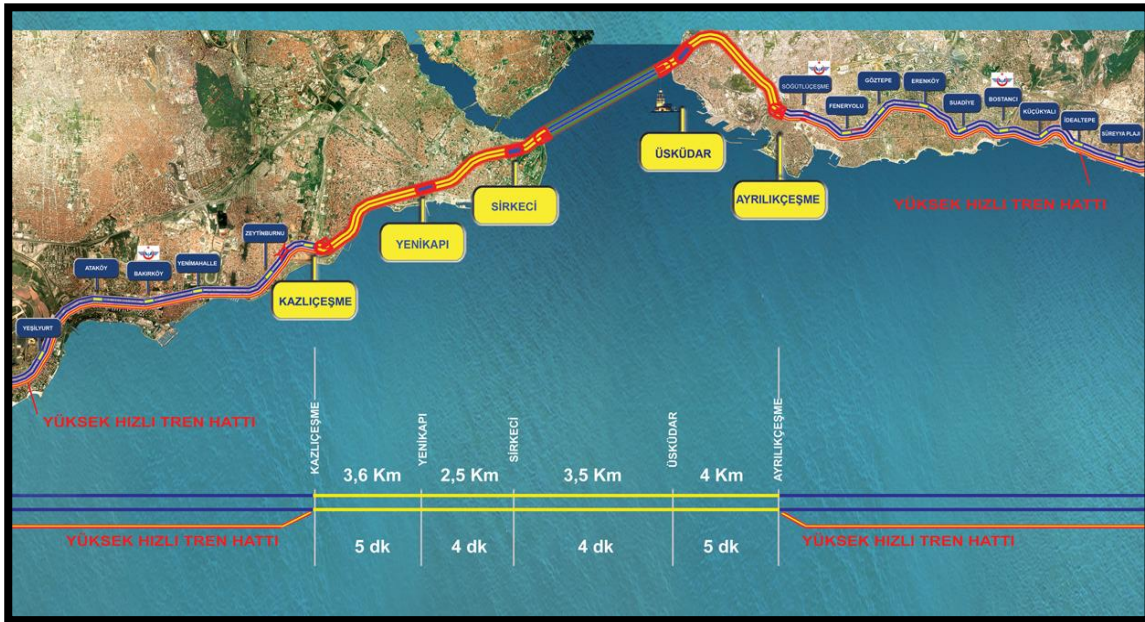 SÖĞÜTLÜÇEŞME
FENERYOLU
GÖZTEPE
ERENKÖY
SUADİYE
BOSTANCI
KÜÇÜKYALI
İDEALTEPE
SÜREYYA PLAJI
ÜSKÜDAR
AYRILIKÇEŞME
YÜKSEK HIZLI TREN HATTI
SİRKECİ
YENİKAPI
KAZLIÇEŞME
ZEYTİNBURNU
YENİMAHALLE
BAKIRKÖY
ATAKÖY
YEŞİLYURT
YÜKSEK HIZLI TREN HATTI
KAZLIÇEŞME
YENİKAPI
SİRKECİ
ÜSKÜDAR
AYRILIKÇEŞME
3,6 Km
2,5 Km
3,5 Km
4 Km
YÜKSEK HIZLI TREN HATTI
YÜKSEK HIZLI TREN HATTI
5 dk
4 dk
4 dk
5 dk